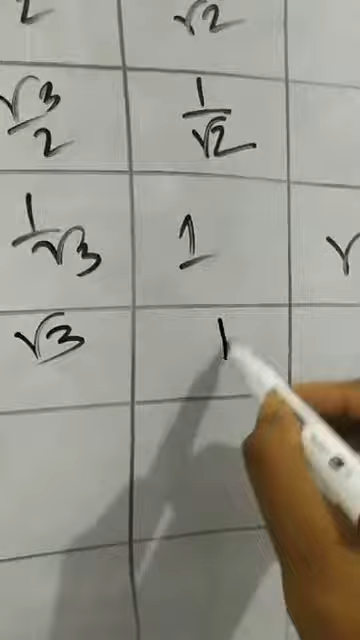 2 √2
√3/2 1/√2
1/√3 1 √
√3 1